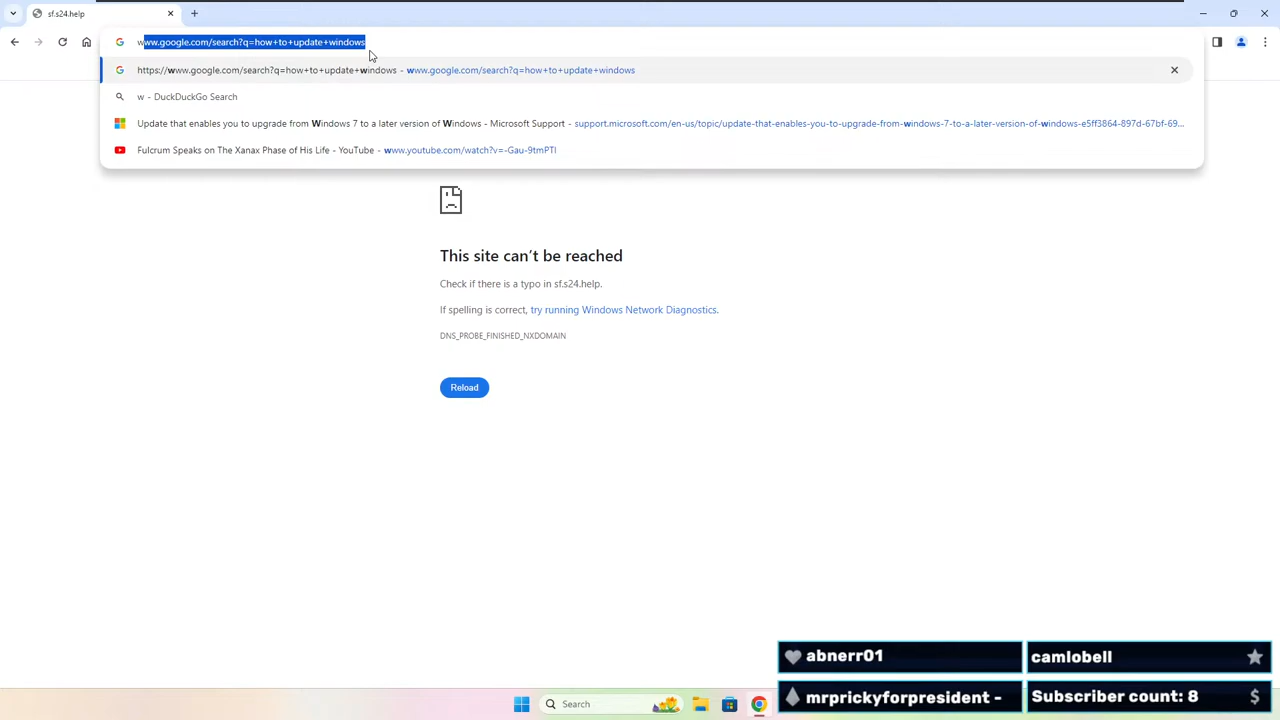 sf.s24.help
www.google.com/search?q=how+to+update+windows
https://www.google.com/search?q=how+to+update+windows - www.google.com/search?q=how+to+update+windows
w - DuckDuckGo Search
Update that enables you to upgrade from Windows 7 to a later version of Windows - Microsoft Support - support.microsoft.com/en-us/topic/update-that-enables-you-to-upgrade-from-windows-7-to-a-later-version-of-windows-e5ff3864-897d-67bf-69...
Fulcrum Speaks on The Xanax Phase of His Life - YouTube - www.youtube.com/watch?v=-Gau-9tmPTI
This site can't be reached
Check if there is a typo in sf.s24.help.
If spelling is correct, try running Windows Network Diagnostics.
DNS_PROBE_FINISHED_NXDOMAIN
Reload
abnerr01
camlobell
mrprickyforpresident -
Subscriber count: 8
Search